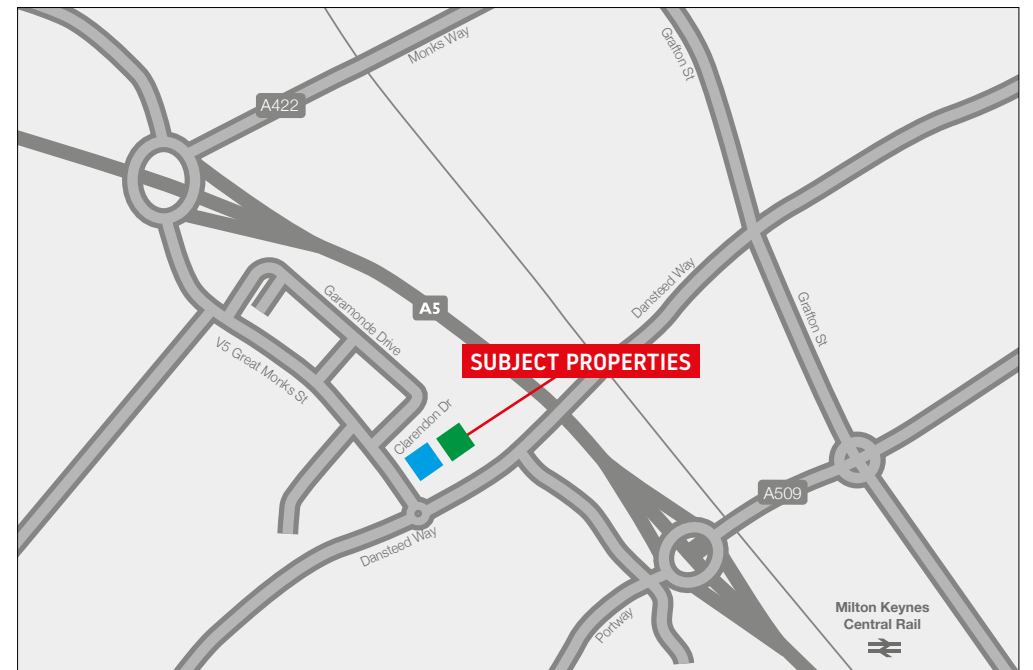 Monks Way
Grafton St
A422
Garamonde Drive
Dansteed Way
A5
Grafton St
V5 Great Monks St
SUBJECT PROPERTIES
Clarendon Dr
A509
Dansteed Way
Portway
Milton Keynes
Central Rail